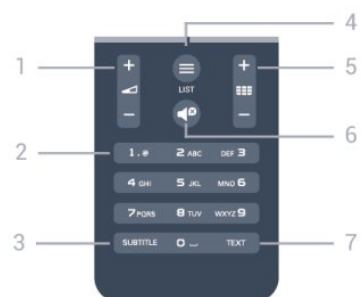 4
1 + + 5
LIST
− −
6
2 1.@ 2 ABC DEF 3
4 GHI 5 JKL MNO 6
7 PQRS 8 TUV WXYZ 9
3 SUBTITLE 0 ⎵ TEXT 7